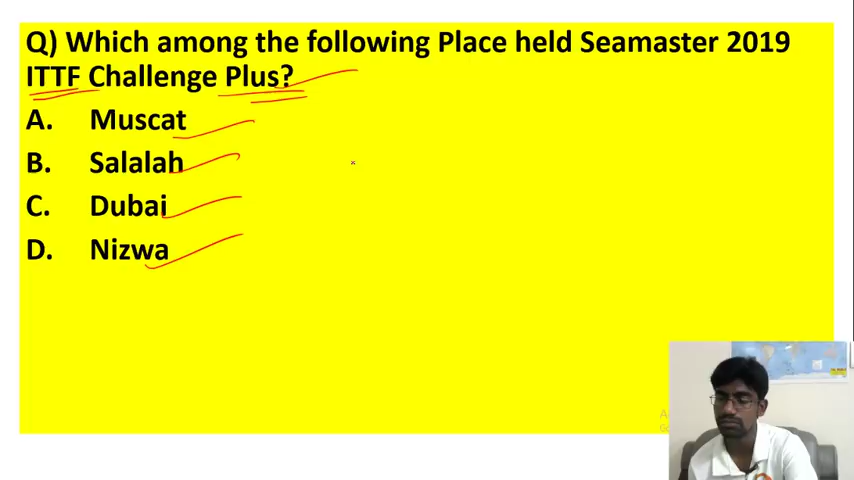 Q) Which among the following Place held Seamaster 2019
ITTF Challenge Plus?
A. Muscat
B. Salalah
C. Dubai
D. Nizwa